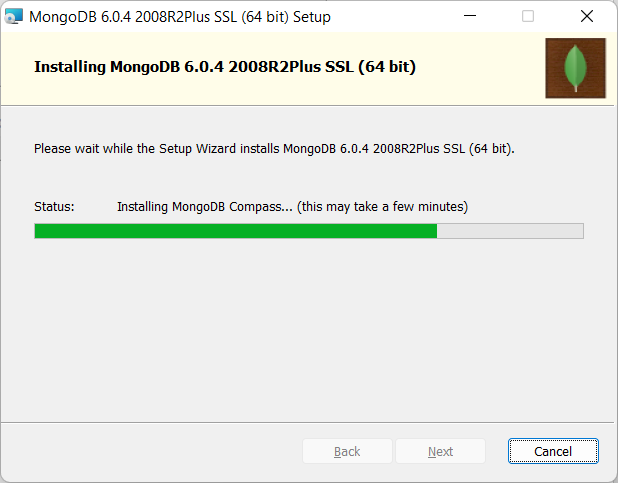 MongoDB 6.0.4 2008R2Plus SSL (64 bit) Setup
Installing MongoDB 6.0.4 2008R2Plus SSL (64 bit)
Please wait while the Setup Wizard installs MongoDB 6.0.4 2008R2Plus SSL (64 bit).
Status: Installing MongoDB Compass... (this may take a few minutes)
Back Next Cancel